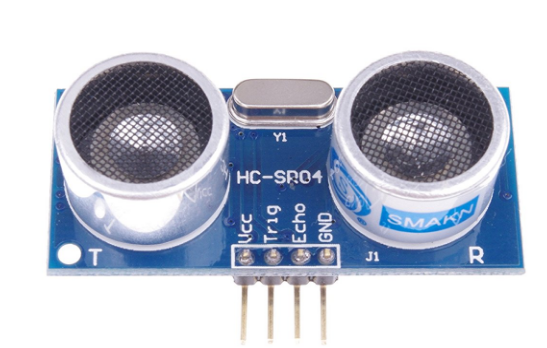 Y1
HC-SR04
Vcc
Trig
Echo
GND
SMAKN
T
J1
R